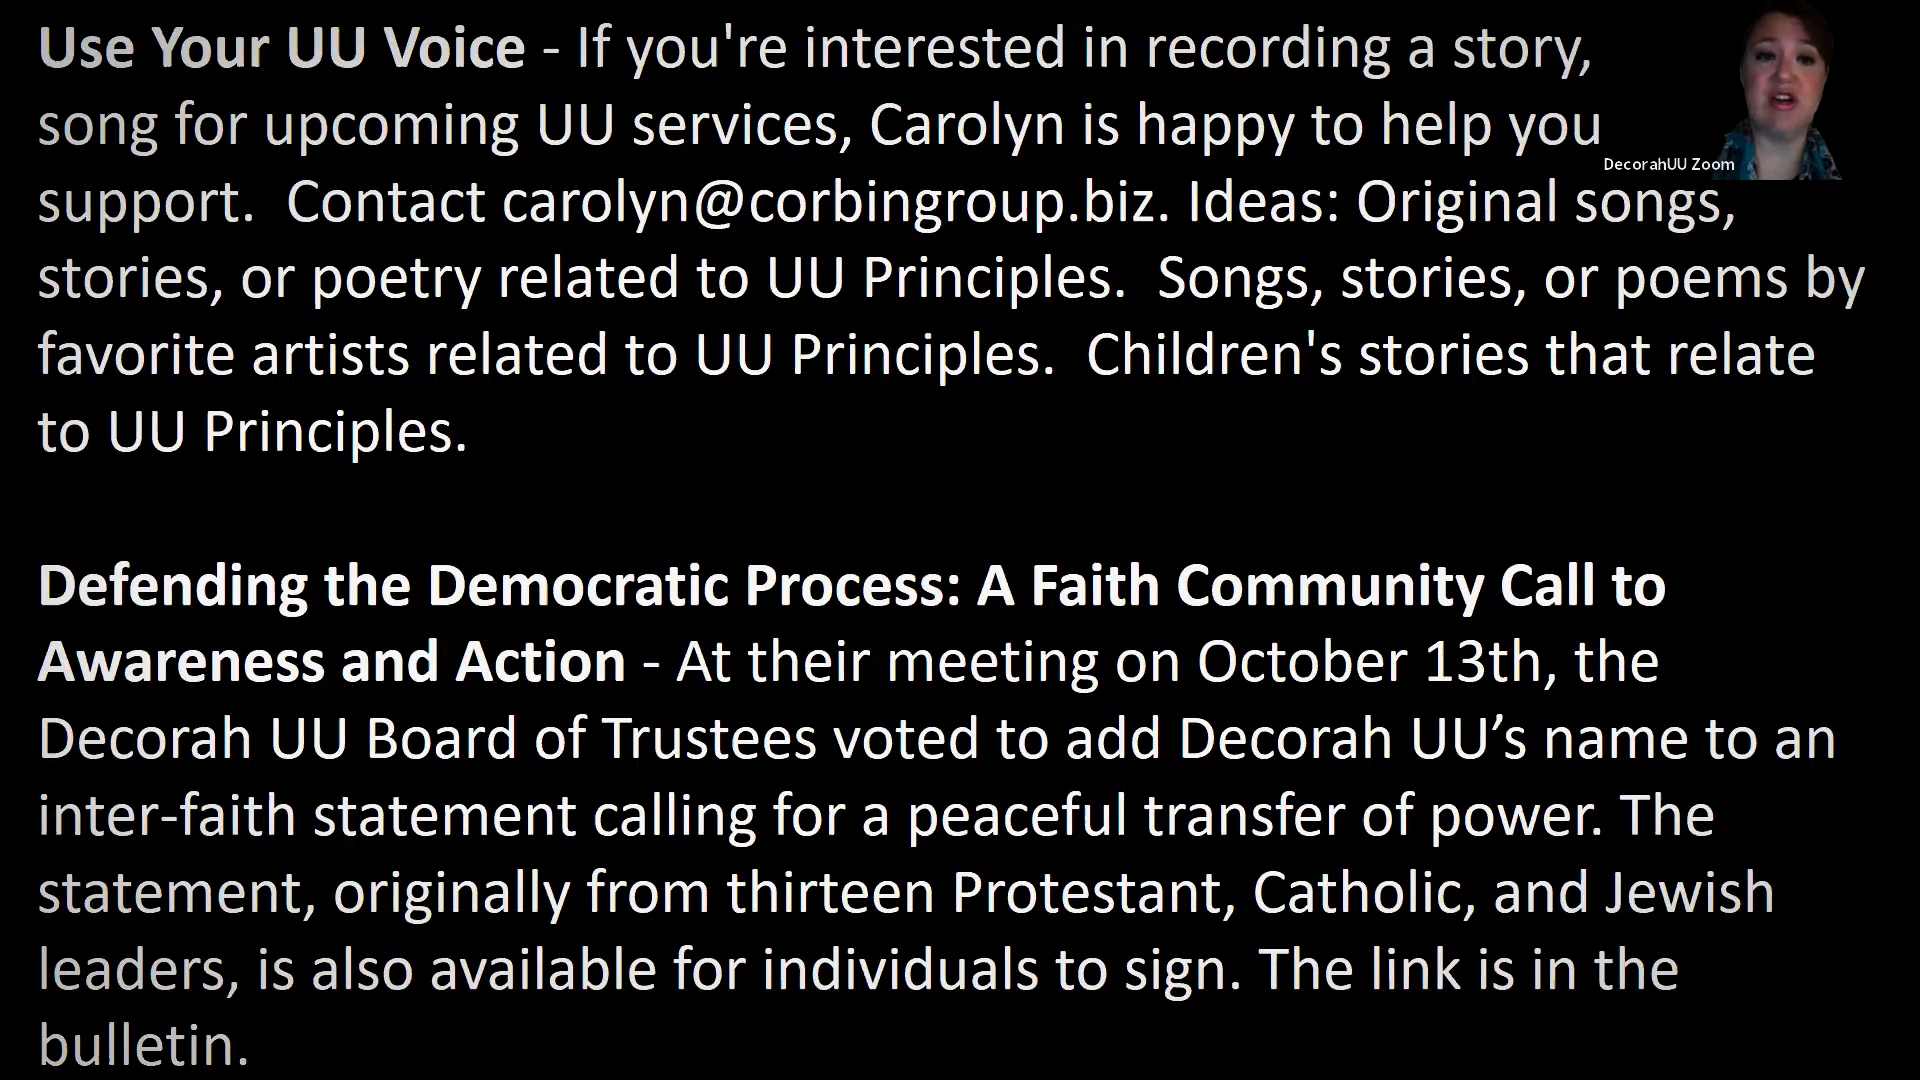 Use Your UU Voice - If you're interested in recording a story,
song for upcoming UU services, Carolyn is happy to help you
DecorahUU Zoom
support.  Contact carolyn@corbingroup.biz. Ideas: Original songs,
stories, or poetry related to UU Principles.  Songs, stories, or poems by
favorite artists related to UU Principles.  Children's stories that relate
to UU Principles.
Defending the Democratic Process: A Faith Community Call to
Awareness and Action - At their meeting on October 13th, the
Decorah UU Board of Trustees voted to add Decorah UU’s name to an
inter-faith statement calling for a peaceful transfer of power. The
statement, originally from thirteen Protestant, Catholic, and Jewish
leaders, is also available for individuals to sign. The link is in the
bulletin.